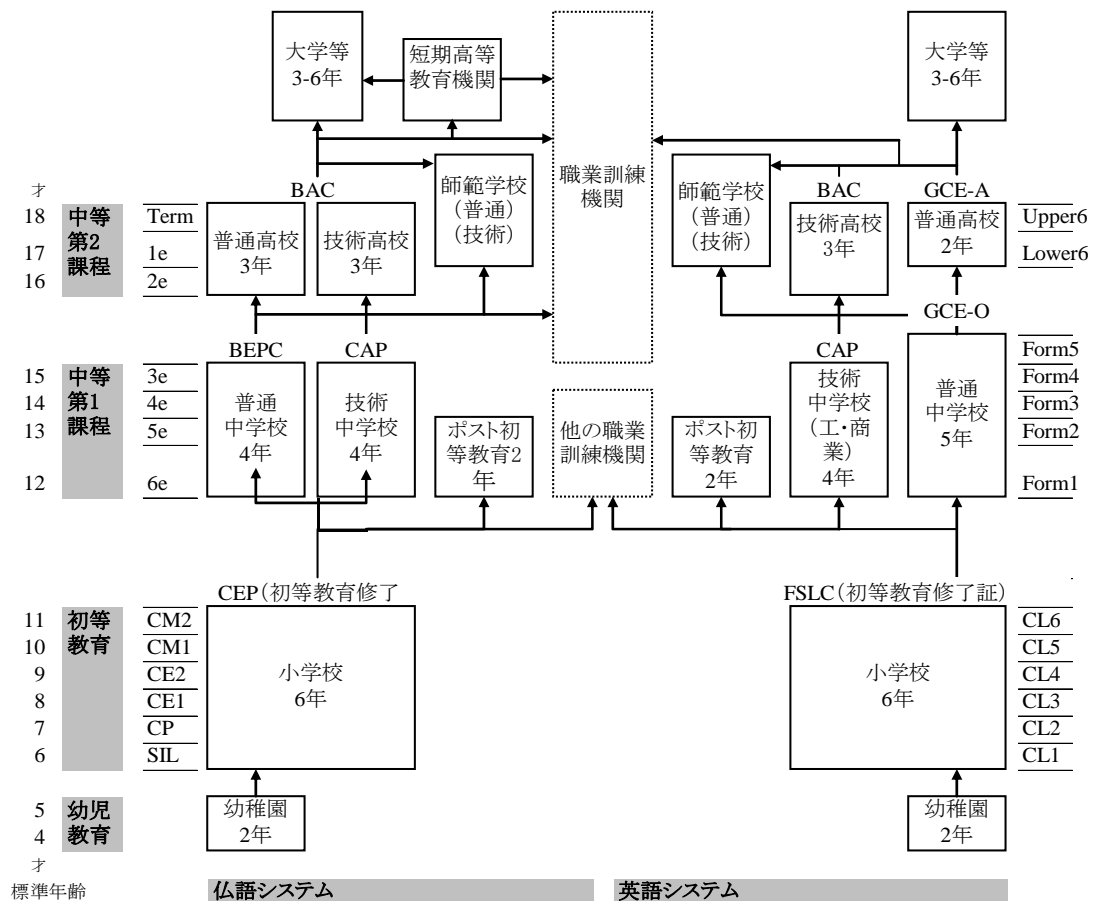 大学等
3-6年
短期高等
教育機関
大学等
3-6年
職業訓練
機関
師範学校
(普通)
(技術)
師範学校
(普通)
(技術)
才
BAC
BAC
GCE-A
18
17
16
中等
第2
課程
Term
1e
2e
普通高校
3年
技術高校
3年
技術高校
3年
普通高校
2年
Upper6
Lower6
GCE-O
BEPC
CAP
CAP
Form5
15
14
13
12
中等
第1
課程
3e
4e
5e
6e
普通
中学校
4年
技術
中学校
4年
ポスト初
等教育2
年
他の職業
訓練機関
ポスト初
等教育
2年
技術
中学校
(工・商
業)
4年
普通
中学校
5年
Form4
Form3
Form2
Form1
CEP(初等教育修了
FSLC(初等教育修了証)
11
10
9
8
7
6
初等
教育
CM2
CM1
CE2
CE1
CP
SIL
小学校
6年
小学校
6年
CL6
CL5
CL4
CL3
CL2
CL1
5
4
幼児
教育
幼稚園
2年
幼稚園
2年
才
標準年齢
仏語システム
英語システム